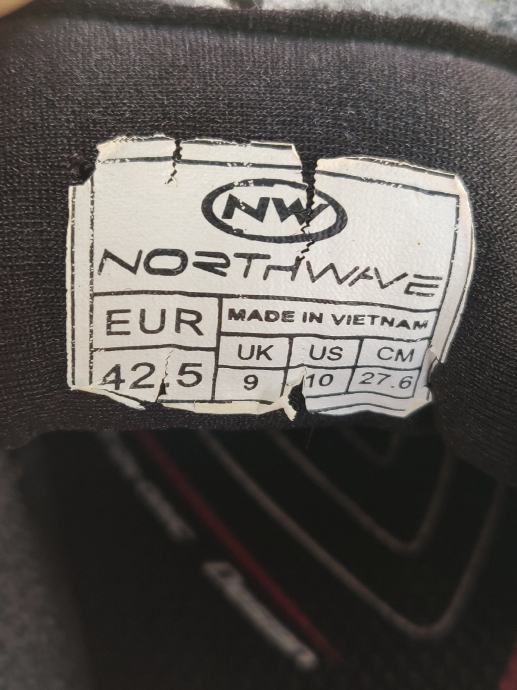 NW
NORTHWAVE
EUR
MADE IN VIETNAM
UK US CM
42.5 9 10 27.6